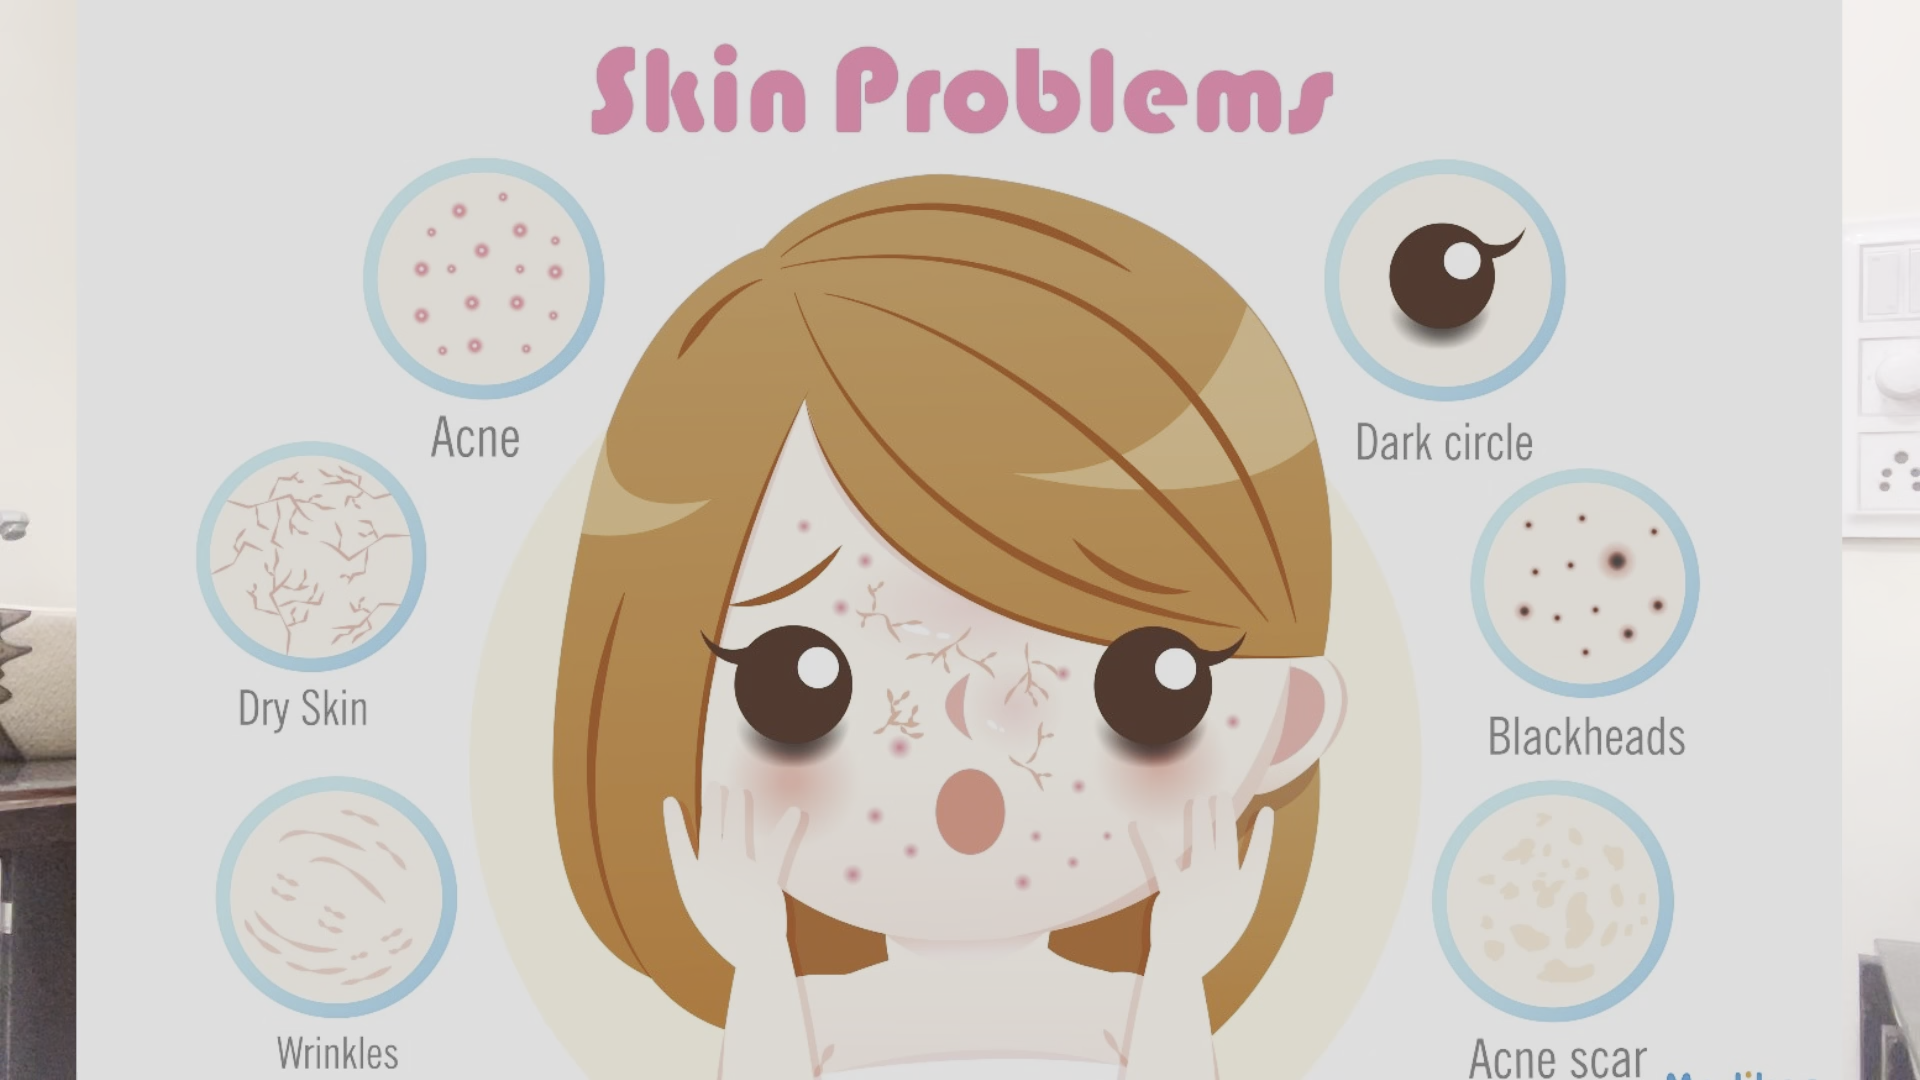 Skin Problems
Acne
Dark circle
Dry Skin
Blackheads
Wrinkles
Acne scar